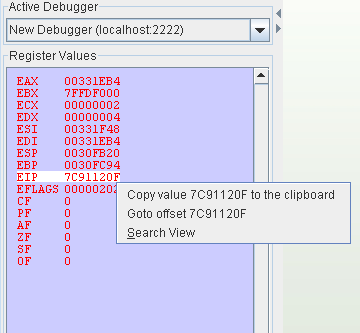 Active Debugger
New Debugger (localhost:2222)
Register Values
EAX 00331EB4
EBX 7FFDF000
ECX 00000002
EDX 00000004
ESI 00331F48
EDI 00331EB4
ESP 0030FB20
EBP 0030FC94
EIP 7C91120F
EFLAGS 00000202
CF 0
PF 0
AF 0
ZF 0
SF 0
OF 0
Copy value 7C91120F to the clipboard
Goto offset 7C91120F
Search View